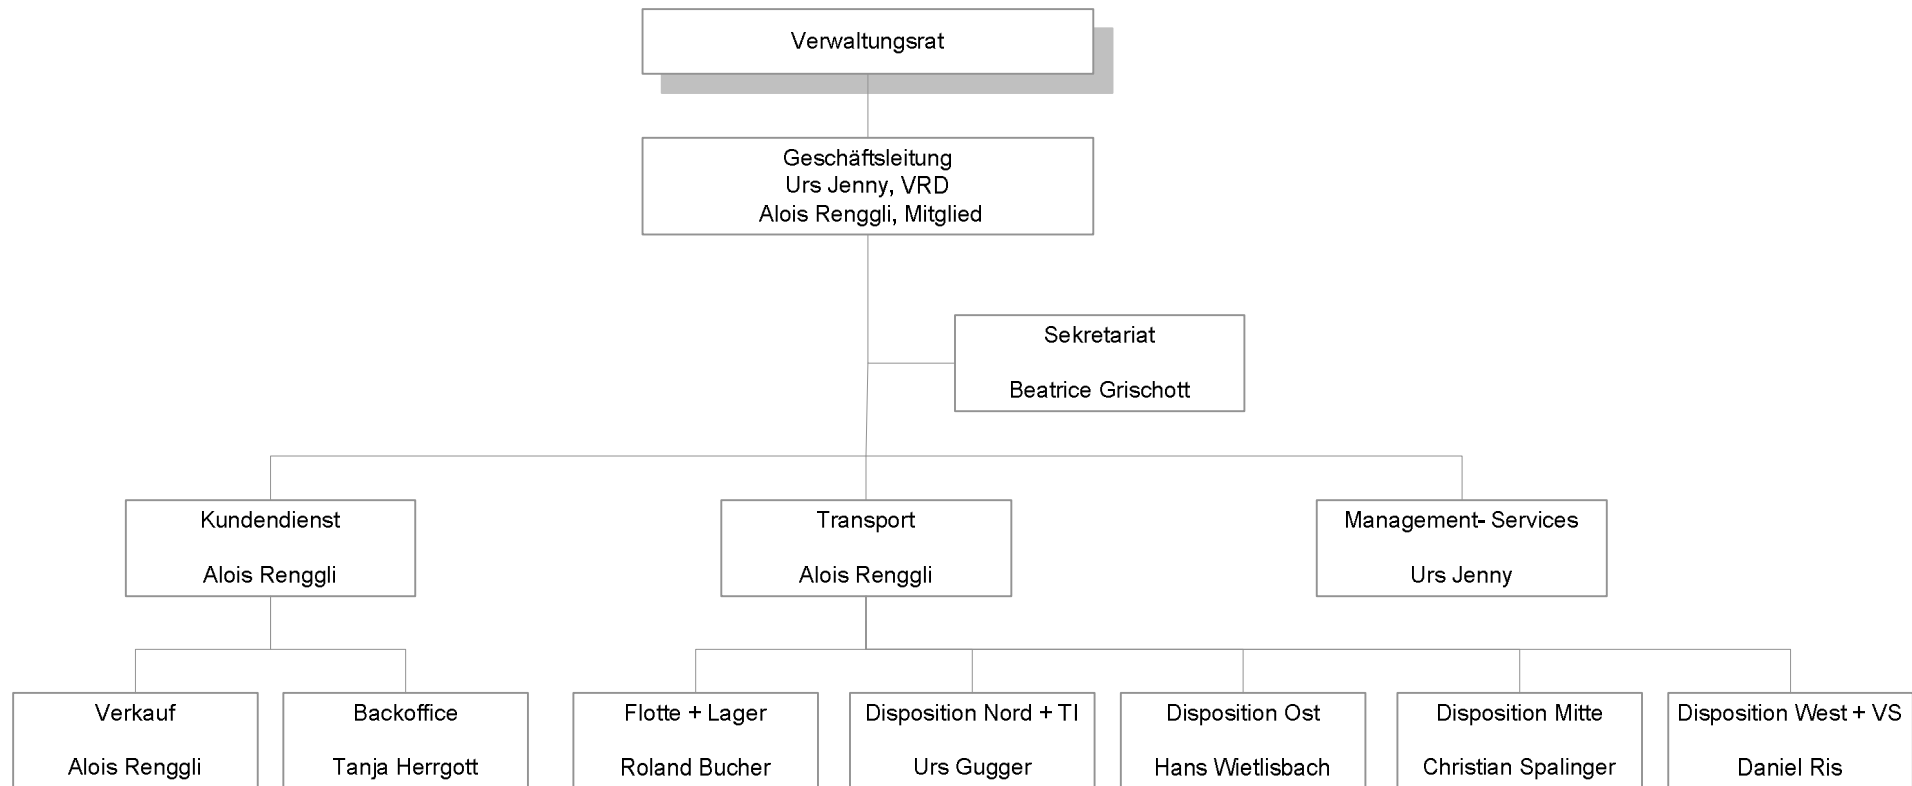 Verwaltungsrat
Geschäftsleitung
Urs Jenny, VRD
Alois Renggli, Mitglied
Sekretariat
Beatrice Grischott
Kundendienst
Alois Renggli
Transport
Alois Renggli
Management- Services
Urs Jenny
Verkauf
Alois Renggli
Backoffice
Tanja Herrgott
Flotte + Lager
Roland Bucher
Disposition Nord + TI
Urs Gugger
Disposition Ost
Hans Wietlisbach
Disposition Mitte
Christian Spalinger
Disposition West + VS
Daniel Ris